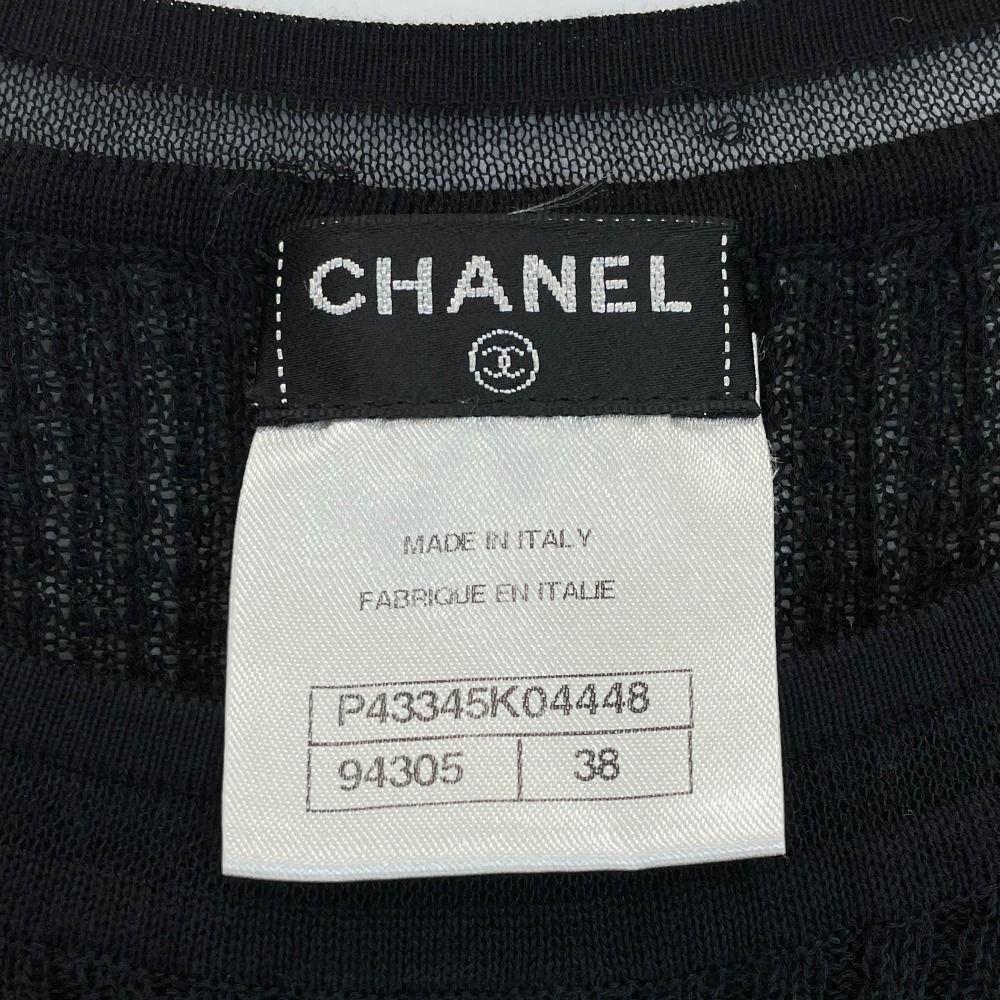 CHANEL
MADE IN ITALY
FABRIQUE EN ITALIE
P43345K04448
94305 38